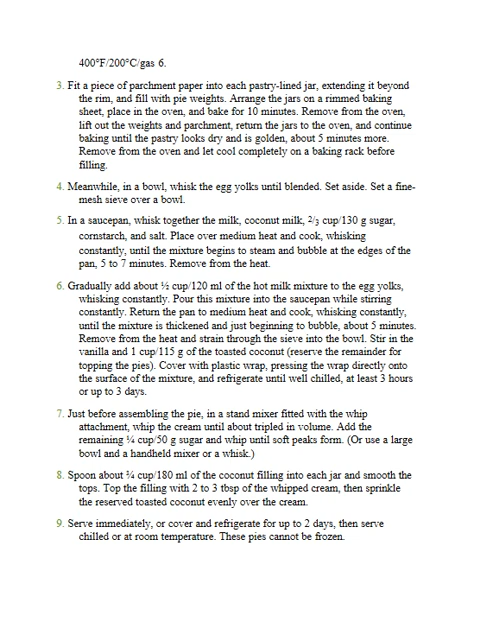 400°F/200°C/gas 6.
3. Fit a piece of parchment paper into each pastry-lined jar, extending it beyond
the rim, and fill with pie weights. Arrange the jars on a rimmed baking
sheet, place in the oven, and bake for 10 minutes. Remove from the oven,
lift out the weights and parchment, return the jars to the oven, and continue
baking until the pastry looks dry and is golden, about 5 minutes more.
Remove from the oven and let cool completely on a baking rack before
filling.
4. Meanwhile, in a bowl, whisk the egg yolks until blended. Set aside. Set a fine-
mesh sieve over a bowl.
5. In a saucepan, whisk together the milk, coconut milk, 2/3 cup/130 g sugar,
cornstarch, and salt. Place over medium heat and cook, whisking
constantly, until the mixture begins to steam and bubble at the edges of the
pan, 5 to 7 minutes. Remove from the heat.
6. Gradually add about ½ cup/120 ml of the hot milk mixture to the egg yolks,
whisking constantly. Pour this mixture into the saucepan while stirring
constantly. Return the pan to medium heat and cook, whisking constantly,
until the mixture is thickened and just beginning to bubble, about 5 minutes.
Remove from the heat and strain through the sieve into the bowl. Stir in the
vanilla and 1 cup/115 g of the toasted coconut (reserve the remainder for
topping the pies). Cover with plastic wrap, pressing the wrap directly onto
the surface of the mixture, and refrigerate until well chilled, at least 3 hours
or up to 3 days.
7. Just before assembling the pie, in a stand mixer fitted with the whip
attachment, whip the cream until about tripled in volume. Add the
remaining ¼ cup/50 g sugar and whip until soft peaks form. (Or use a large
bowl and a handheld mixer or a whisk.)
8. Spoon about ¾ cup/180 ml of the coconut filling into each jar and smooth the
tops. Top the filling with 2 to 3 tbsp of the whipped cream, then sprinkle
the reserved toasted coconut evenly over the cream.
9. Serve immediately, or cover and refrigerate for up to 2 days, then serve
chilled or at room temperature. These pies cannot be frozen.